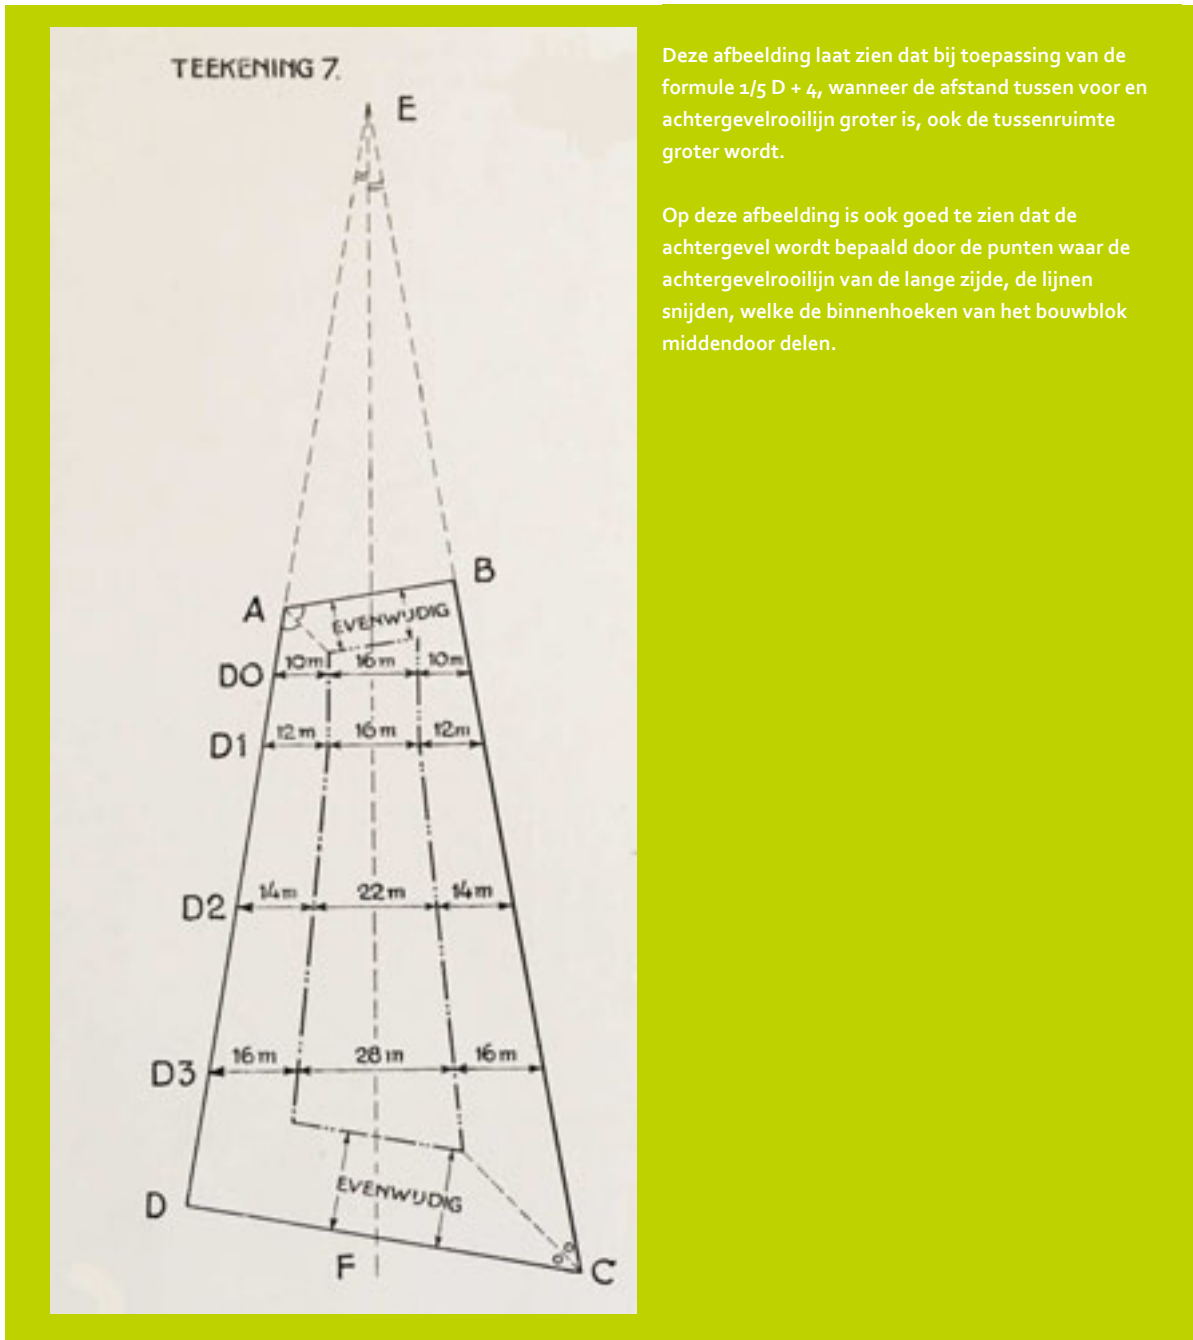 TEEKENING 7.
E
B
A
EVENWIJDIG
D0 10m 16m 10m
D1 12m 16m 12m
D2 14m 22m 14m
D3 16m 28m 16m
EVENWIJDIG
D
F
C
Deze afbeelding laat zien dat bij toepassing van de
formule 1/5 D + 4, wanneer de afstand tussen voor en
achtergevelrooilijn groter is, ook de tussenruimte
groter wordt.
Op deze afbeelding is ook goed te zien dat de
achtergevel wordt bepaald door de punten waar de
achtergevelrooilijn van de lange zijde, de lijnen
snijden, welke de binnenhoeken van het bouwblok
middendoor delen.